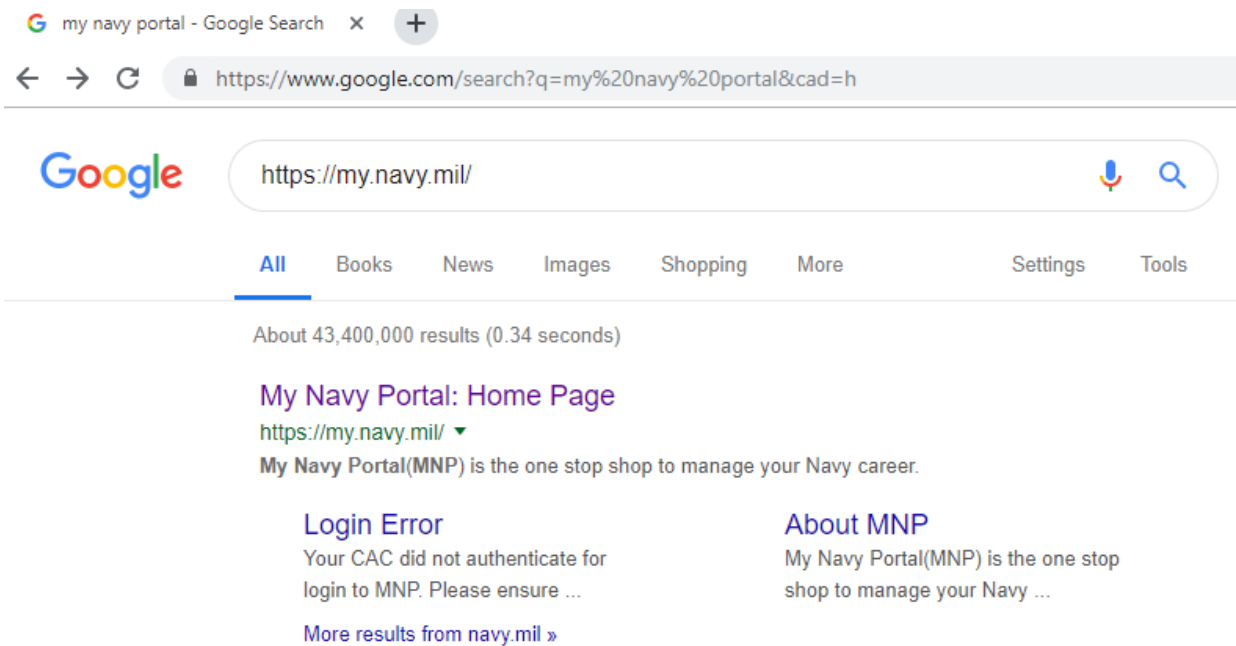 my navy portal - Google Search
https://www.google.com/search?q=my%20navy%20portal&cad=h
Google
https://my.navy.mil/
All Books News Images Shopping More Settings Tools
About 43,400,000 results (0.34 seconds)
My Navy Portal: Home Page
https://my.navy.mil/
My Navy Portal(MNP) is the one stop shop to manage your Navy career.
Login Error
Your CAC did not authenticate for
login to MNP. Please ensure ...
About MNP
My Navy Portal(MNP) is the one stop
shop to manage your Navy ...
More results from navy.mil »